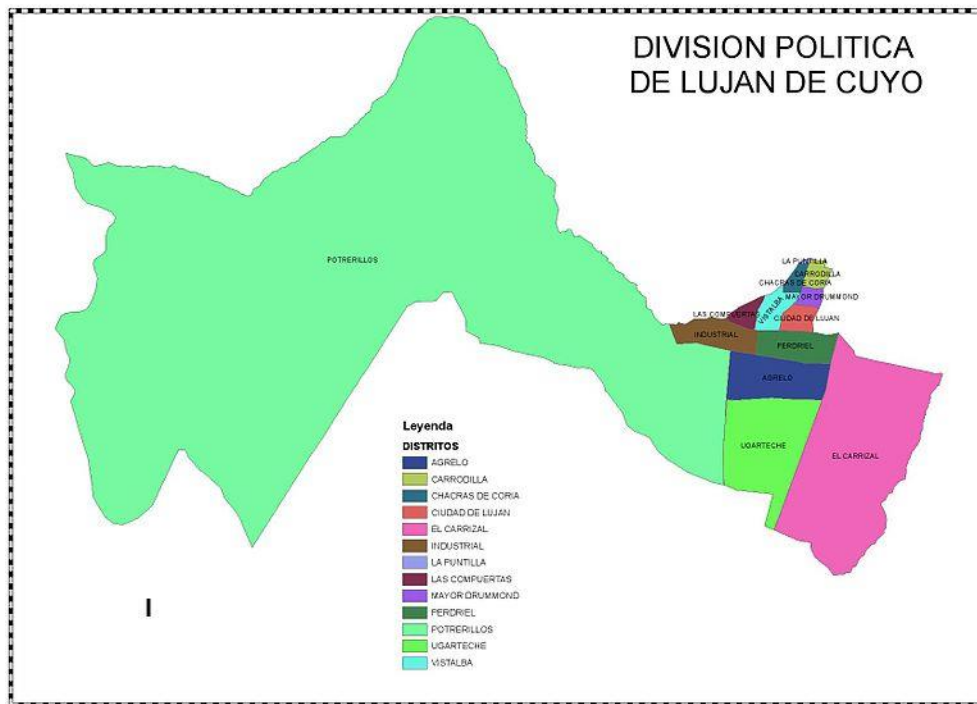 DIVISION POLITICA
DE LUJAN DE CUYO
POTRERILLOS
LA PUNTILLA
CARRODILLA
CHACRAS DE CORIA
MAYOR DRUMMOND
VISTALBA
LAS COMPUERTAS
CIUDAD DE LUJAN
INDUSTRIAL
PERDRIEL
AGRELO
UGARTECHE
EL CARRIZAL
Leyenda
DISTRITOS
AGRELO
CARRODILLA
CHACRAS DE CORIA
CIUDAD DE LUJAN
EL CARRIZAL
INDUSTRIAL
LA PUNTILLA
LAS COMPUERTAS
MAYOR DRUMMOND
PERDRIEL
POTRERILLOS
UGARTECHE
VISTALBA
I